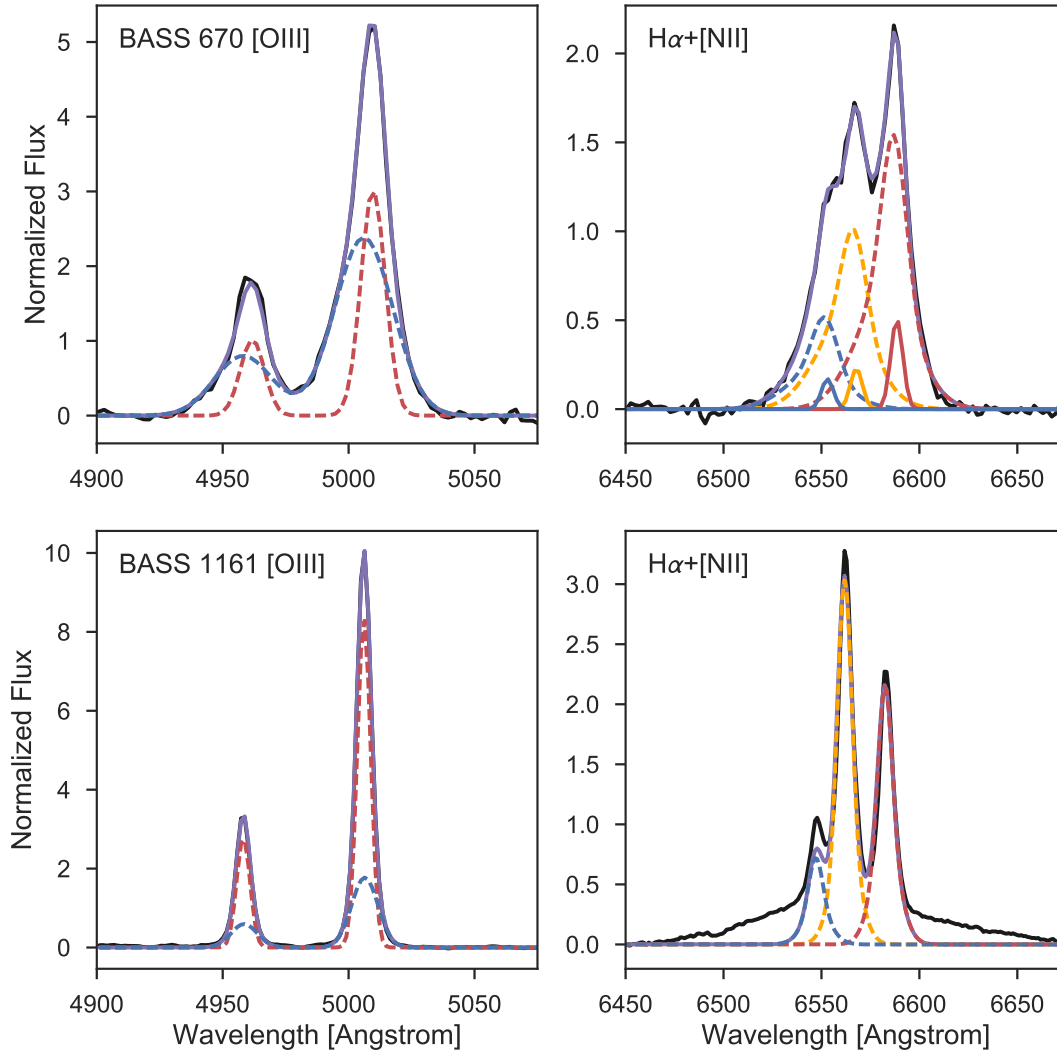 BASS 670 [OIII]
Normalized Flux
5
4
3
2
1
0
4900 4950 5000 5050
Hα+[NII]
2.0
1.5
1.0
0.5
0.0
6450 6500 6550 6600 6650
BASS 1161 [OIII]
Normalized Flux
10
8
6
4
2
0
4900 4950 5000 5050
Wavelength [Angstrom]
Hα+[NII]
3.0
2.5
2.0
1.5
1.0
0.5
0.0
6450 6500 6550 6600 6650
Wavelength [Angstrom]